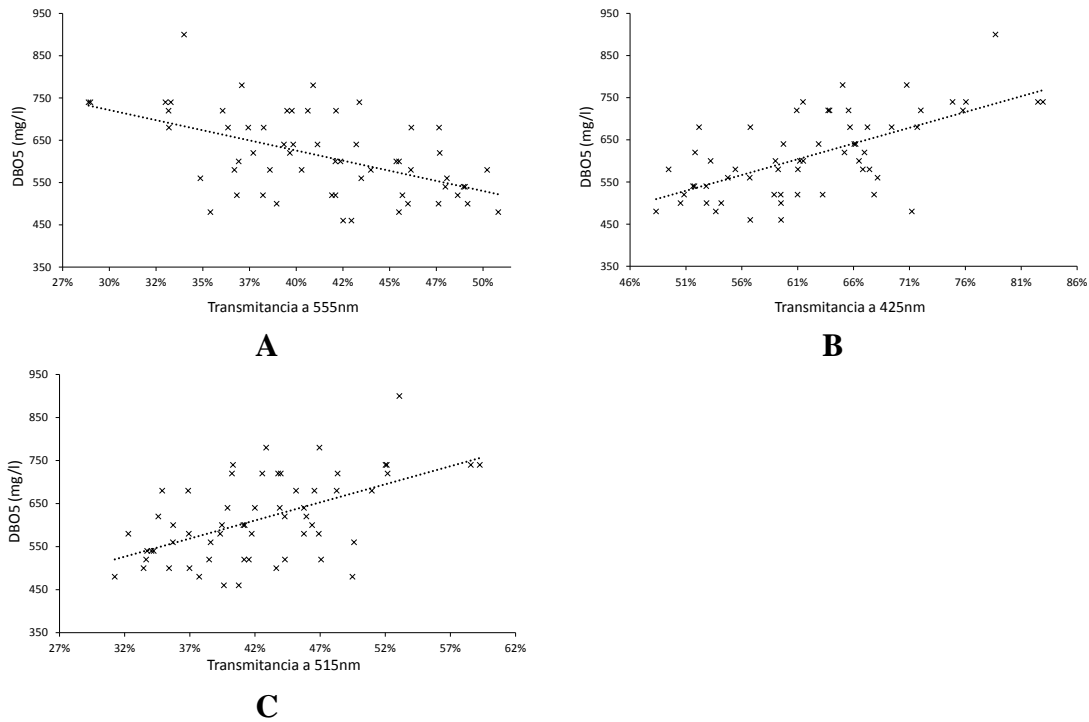 950
850
750
650
550
450
350
DBO5 (mg/l)
27% 30% 32% 35% 37% 40% 42% 45% 47% 50%
Transmitancia a 555nm
A
950
850
750
650
550
450
350
DBO5 (mg/l)
46% 51% 56% 61% 66% 71% 76% 81% 86%
Transmitancia a 425nm
B
950
850
750
650
550
450
350
DBO5 (mg/l)
27% 32% 37% 42% 47% 52% 57% 62%
Transmitancia a 515nm
C